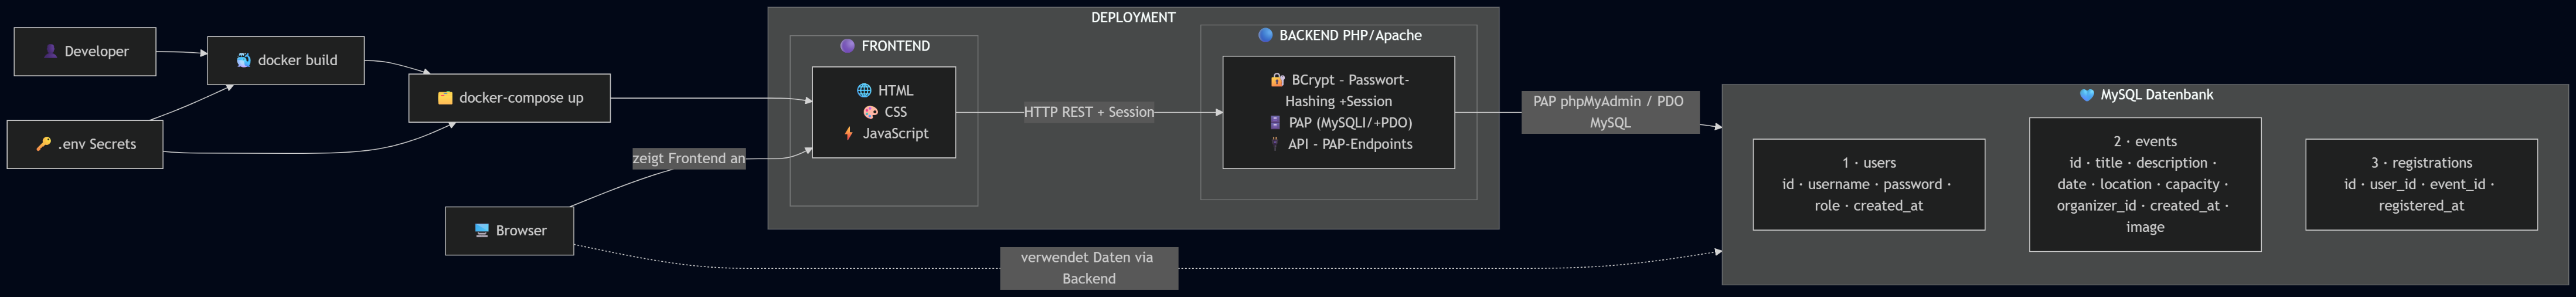 Developer
.env Secrets
docker build
docker-compose up
zeigt Frontend an
Browser
DEPLOYMENT
FRONTEND
HTML
CSS
JavaScript
HTTP REST + Session
BACKEND PHP/Apache
BCrypt - Passwort-
Hashing +Session
PAP (MySQLI/+PDO)
API - PAP-Endpoints
PAP phpMyAdmin / PDO
MySQL
verwendet Daten via
Backend
MySQL Datenbank
1 · users
id · username · password ·
role · created_at
2 · events
id · title · description ·
date · location · capacity ·
organizer_id · created_at ·
image
3 · registrations
id · user_id · event_id ·
registered_at